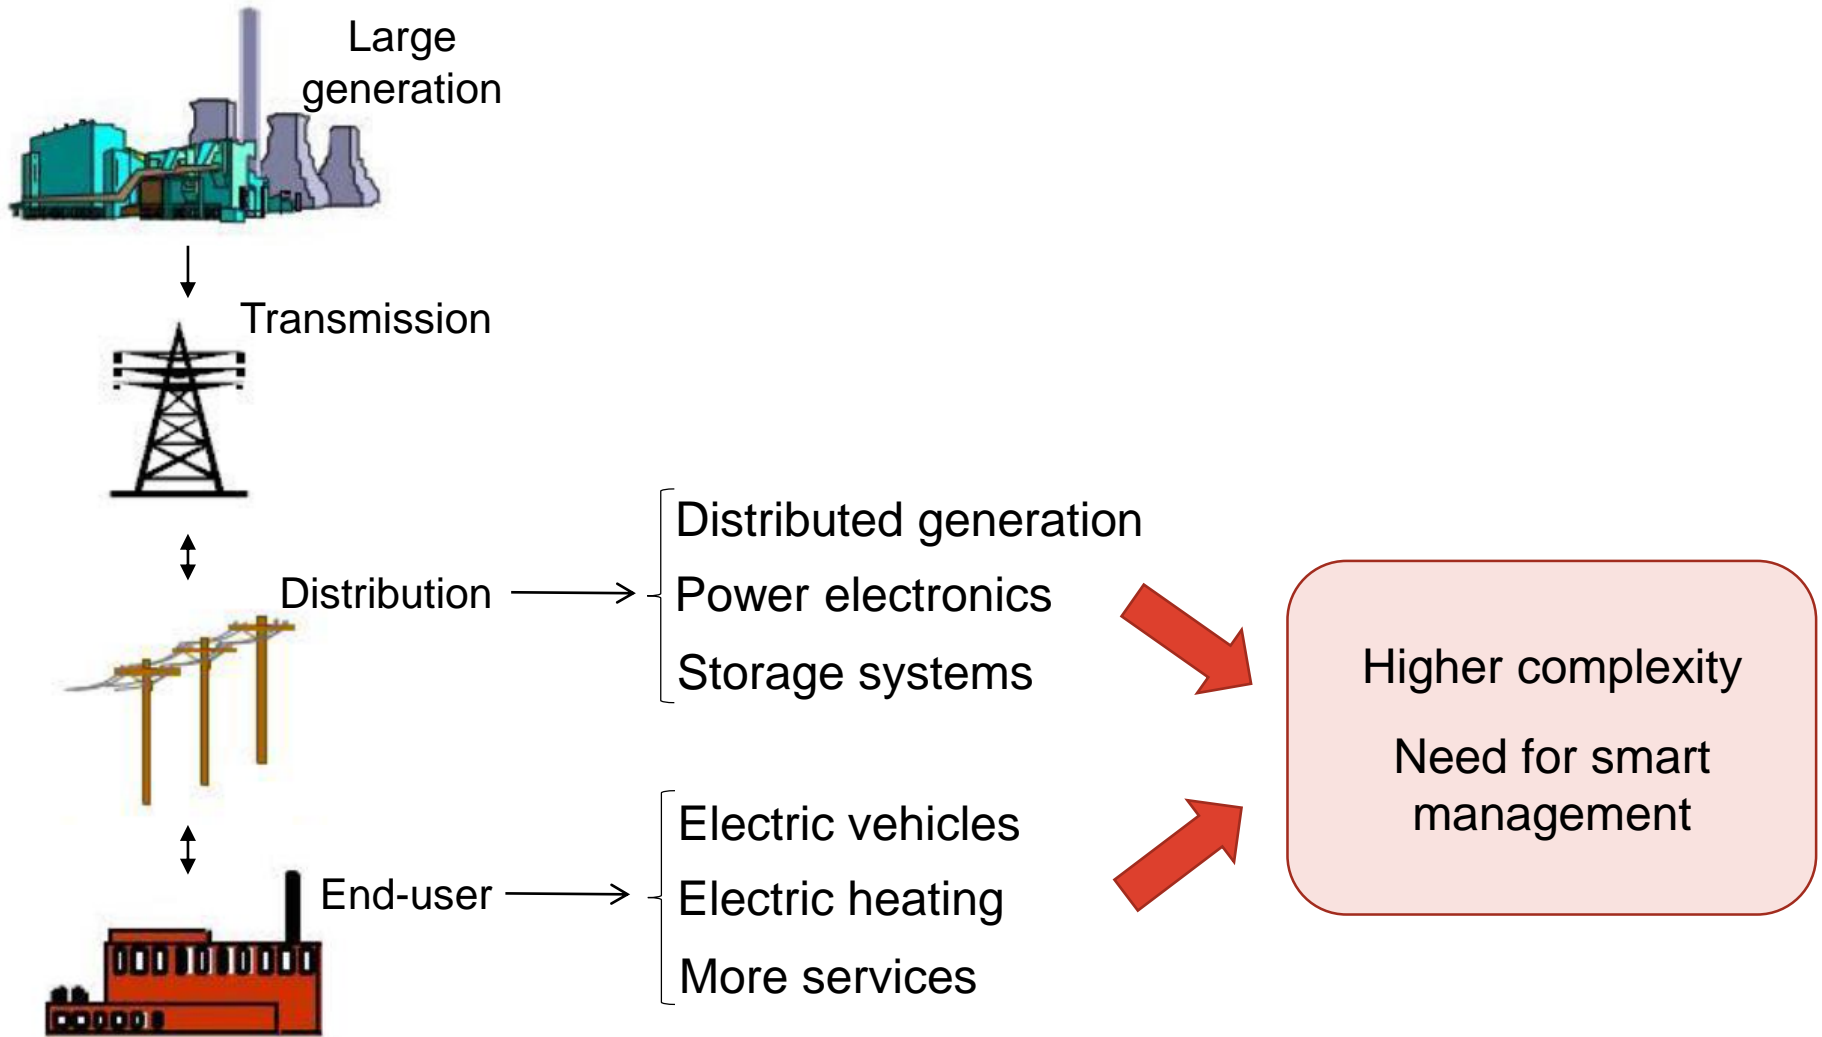 Large
generation
Transmission
Distribution
Distributed generation
Power electronics
Storage systems
End-user
Electric vehicles
Electric heating
More services
Higher complexity
Need for smart
management